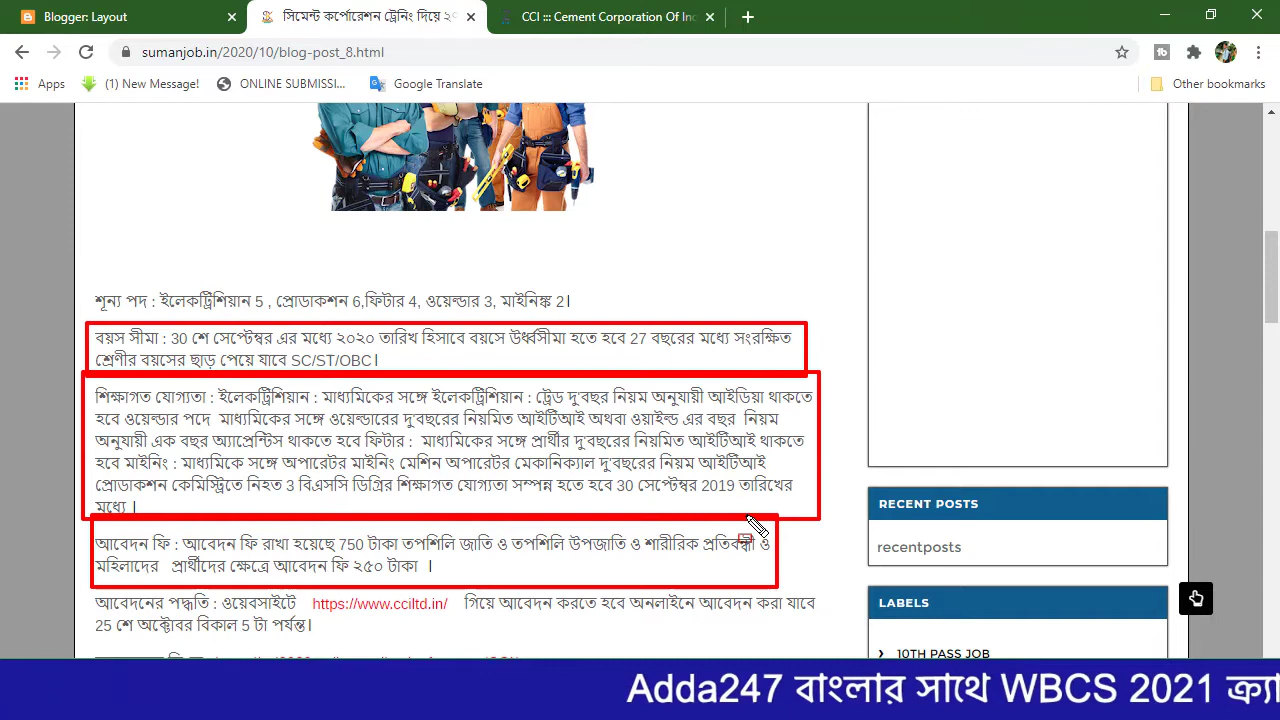 Blogger: Layout
সিমেন্ট কর্পোরেশন ট্রেনিং দিয়ে ২
CCI ::: Cement Corporation Of In
sumanjob.in/2020/10/blog-post_8.html
Apps
(1) New Message!
ONLINE SUBMISSI...
Google Translate
Other bookmarks
শূন্য পদ : ইলেকট্রিশিয়ান 5 , প্রোডাকশন 6,ফিটার 4, ওয়েল্ডার 3, মাইনিঙ্ক 2।
বয়স সীমা : 30 শে সেপ্টেম্বর এর মধ্যে ২০২০ তারিখ হিসাবে বয়সে উর্ধ্বসীমা হতে হবে 27 বছরের মধ্যে সংরক্ষিত
শ্রেণীর বয়সের ছাড় পেয়ে যাবে SC/ST/OBC।
শিক্ষাগত যোগ্যতা : ইলেকট্রিশিয়ান : মাধ্যমিকের সঙ্গে ইলেকট্রিশিয়ান : ট্রেড দু'বছর নিয়ম অনুযায়ী আইডিয়া থাকতে
হবে ওয়েল্ডার পদে মাধ্যমিকের সঙ্গে ওয়েল্ডারের দু'বছরের নিয়মিত আইটিআই অথবা ওয়াইল্ড এর বছর নিয়ম
অনুযায়ী এক বছর অ্যাপ্রেন্টিস থাকতে হবে ফিটার : মাধ্যমিকের সঙ্গে প্রার্থীর দু'বছরের নিয়মিত আইটিআই থাকতে
হবে মাইনিং : মাধ্যমিকে সঙ্গে অপারেটর মাইনিং মেশিন অপারেটর মেকানিক্যাল দু'বছরের নিয়ম আইটিআই
প্রোডাকশন কেমিস্ট্রিতে নিহত 3 বিএসসি ডিগ্রির শিক্ষাগত যোগ্যতা সম্পন্ন হতে হবে 30 সেপ্টেম্বর 2019 তারিখের
মধ্যে ।
আবেদন ফি : আবেদন ফি রাখা হয়েছে 750 টাকা তপশিলি জাতি ও তপশিলি উপজাতি ও শারীরিক প্রতিবন্ধী ও
মহিলাদের প্রার্থীদের ক্ষেত্রে আবেদন ফি ২৫০ টাকা ।
আবেদনের পদ্ধতি : ওয়েবসাইটে https://www.cciltd.in/ গিয়ে আবেদন করতে হবে অনলাইনে আবেদন করা যাবে
25 শে অক্টোবর বিকাল 5 টা পর্যন্ত।
RECENT POSTS
recentposts
LABELS
10TH PASS JOB
Adda247 বাংলার সাথে WBCS 2021 ক্র্যা